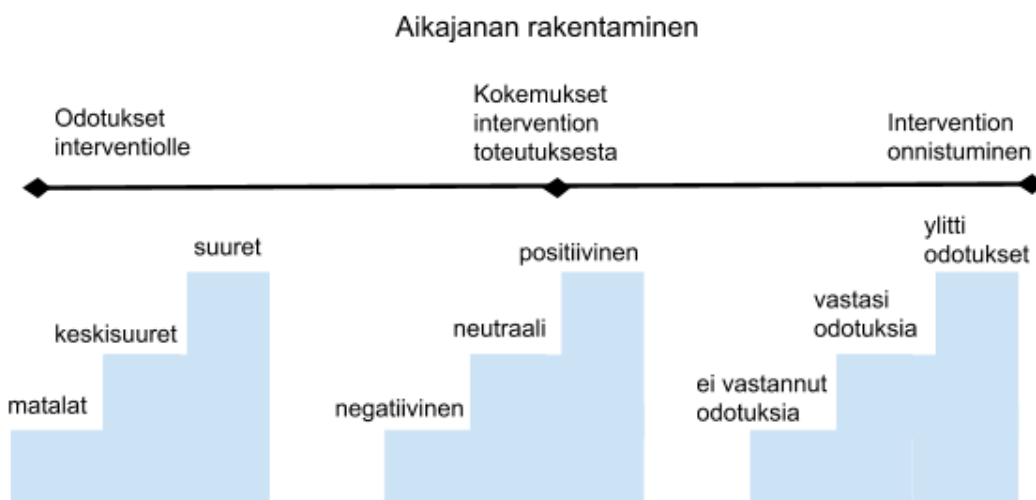 Aikajanan rakentaminen
Odotukset
interventiolle
Kokemukset
intervention
toteutuksesta
Intervention
onnistuminen
suuret
keskisuuret
matalat
positiivinen
neutraali
negatiivinen
ylitti
odotukset
vastasi
odotuksia
ei vastannut
odotuksia